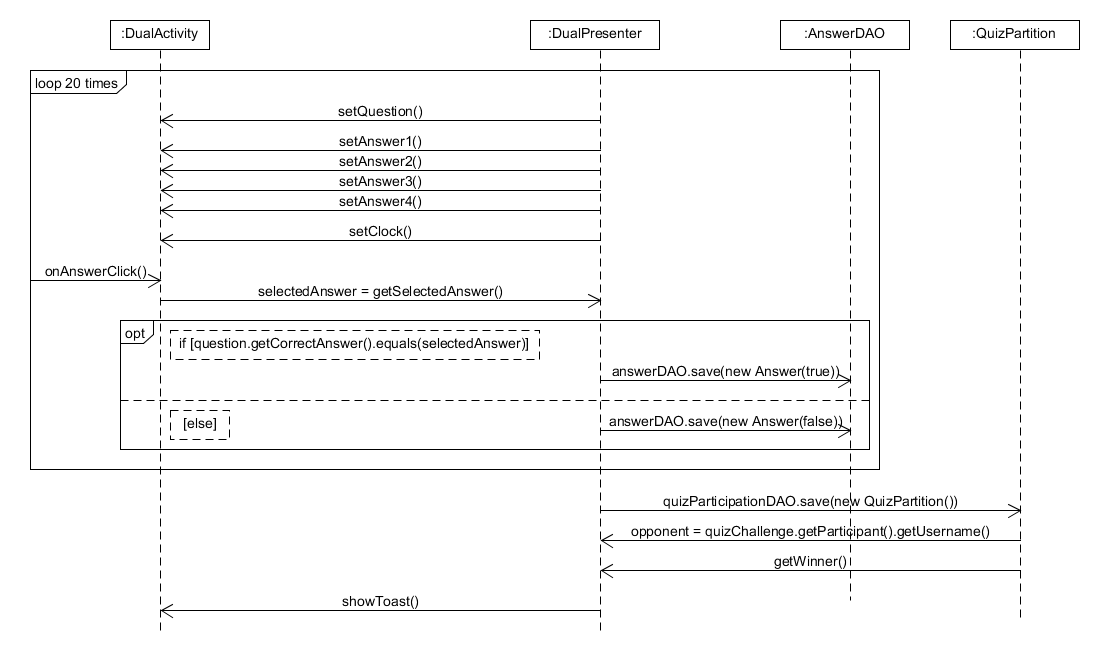 :DualActivity
:DualPresenter
:AnswerDAO
:QuizPartition
loop 20 times
setQuestion()
setAnswer1()
setAnswer2()
setAnswer3()
setAnswer4()
setClock()
onAnswerClick()
selectedAnswer = getSelectedAnswer()
opt
if [question.getCorrectAnswer().equals(selectedAnswer)]
answerDAO.save(new Answer(true))
[else]
answerDAO.save(new Answer(false))
quizParticipationDAO.save(new QuizPartition())
opponent = quizChallenge.getParticipant().getUsername()
getWinner()
showToast()